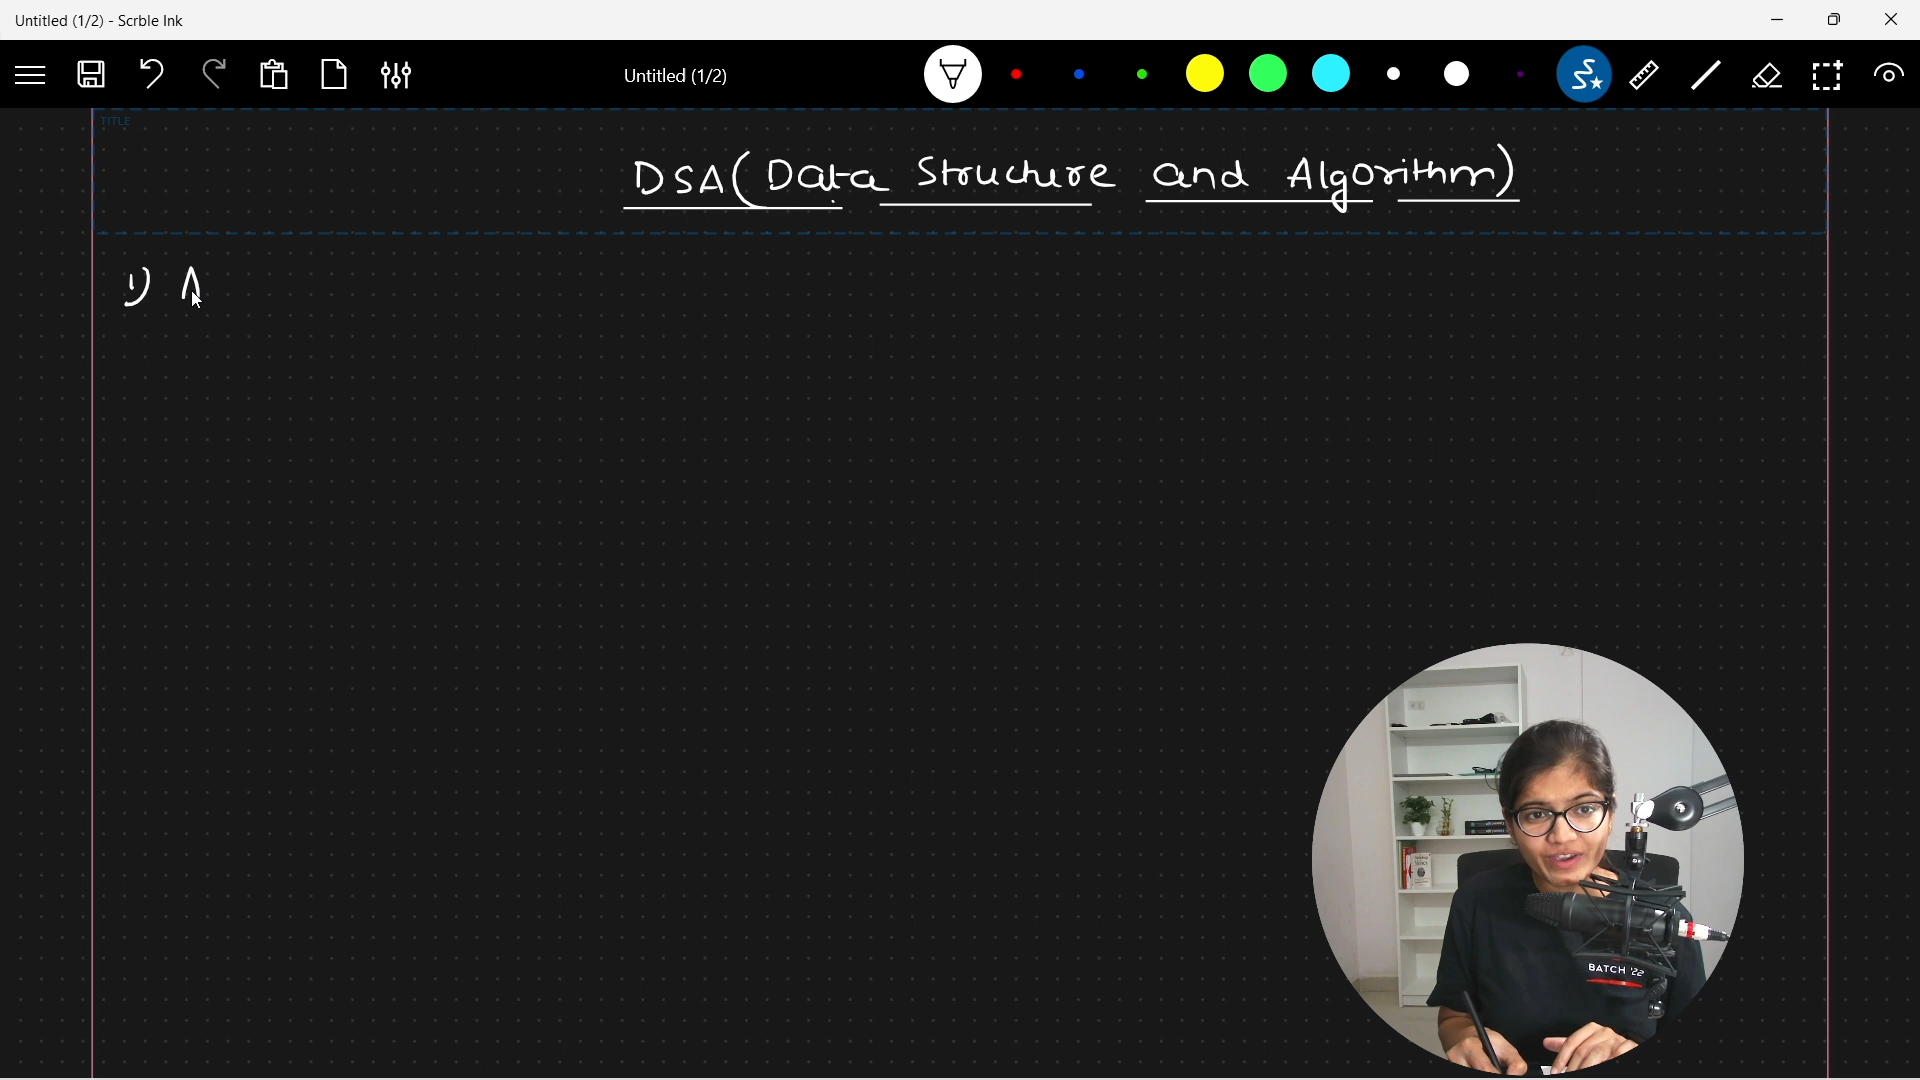 Untitled (1/2) - Scrble Ink
Untitled (1/2)
TITLE
DSA(Data Structure and Algorithm)
1) A
BATCH '22